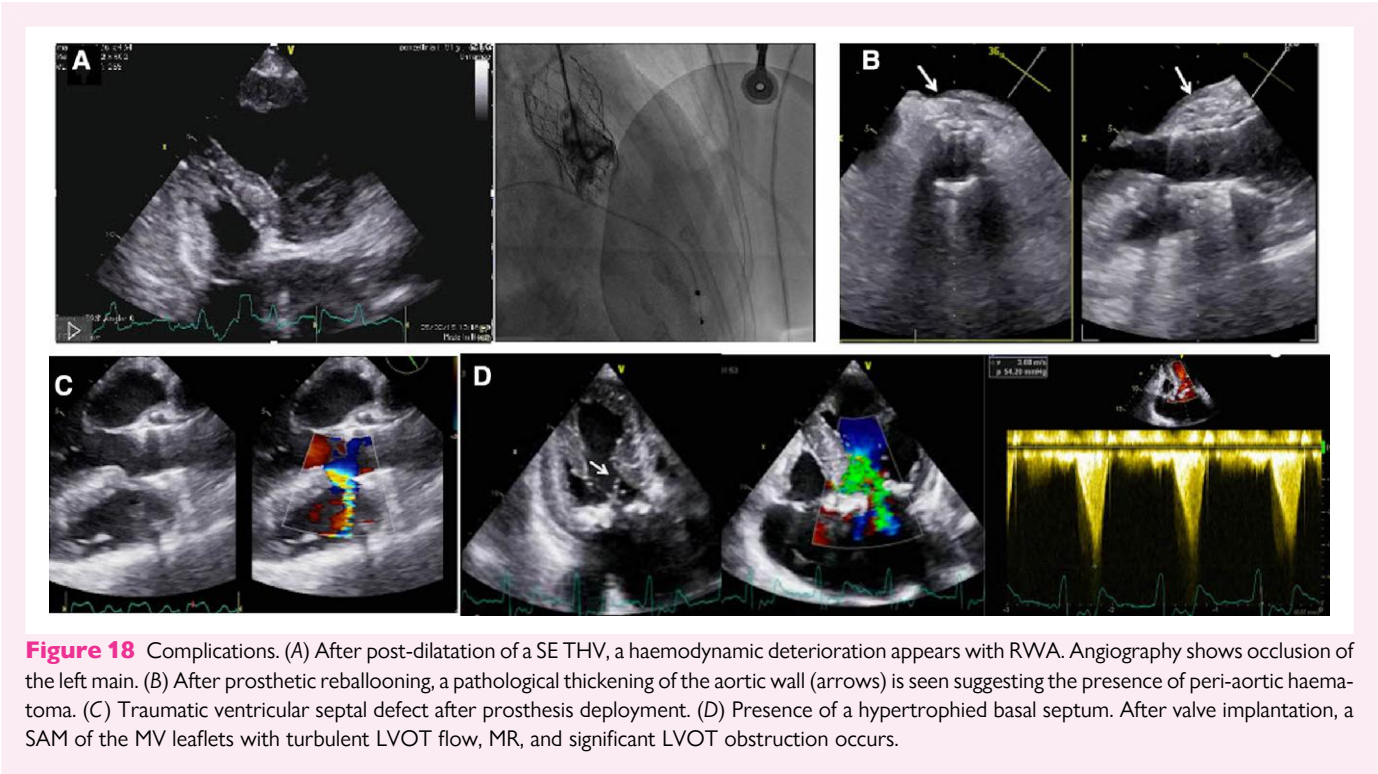 A
V
B
36
5
x
5
x
C
D
V
V
v 3.68 m/s
p 54.20 mmHg
Figure 18 Complications. (A) After post-dilatation of a SE THV, a haemodynamic deterioration appears with RWA. Angiography shows occlusion of
the left main. (B) After prosthetic reballooning, a pathological thickening of the aortic wall (arrows) is seen suggesting the presence of peri-aortic haema-
toma. (C) Traumatic ventricular septal defect after prosthesis deployment. (D) Presence of a hypertrophied basal septum. After valve implantation, a
SAM of the MV leaflets with turbulent LVOT flow, MR, and significant LVOT obstruction occurs.